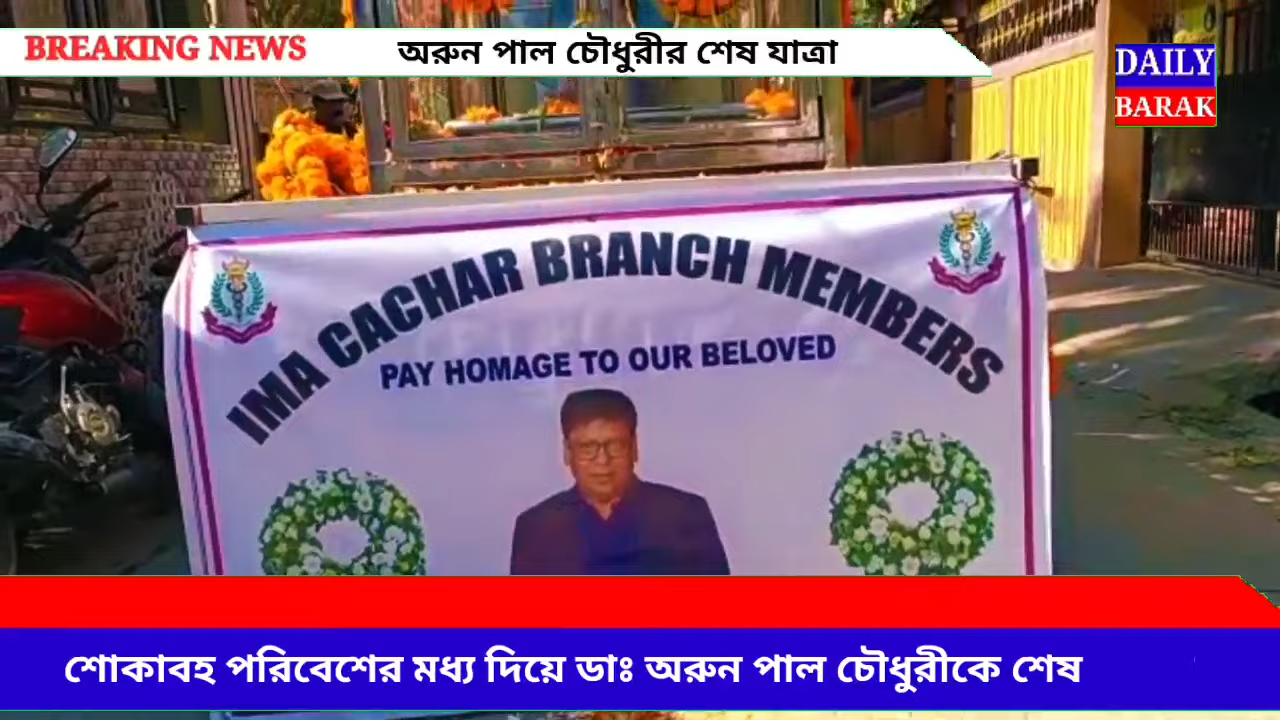 BREAKING NEWS
অরুন পাল চৌধুরীর শেষ যাত্রা
DAILY
BARAK
IMA CACHAR BRANCH MEMBERS
PAY HOMAGE TO OUR BELOVED
শোকাবহ পরিবেশের মধ্য দিয়ে ডাঃ অরুন পাল চৌধুরীকে শেষ